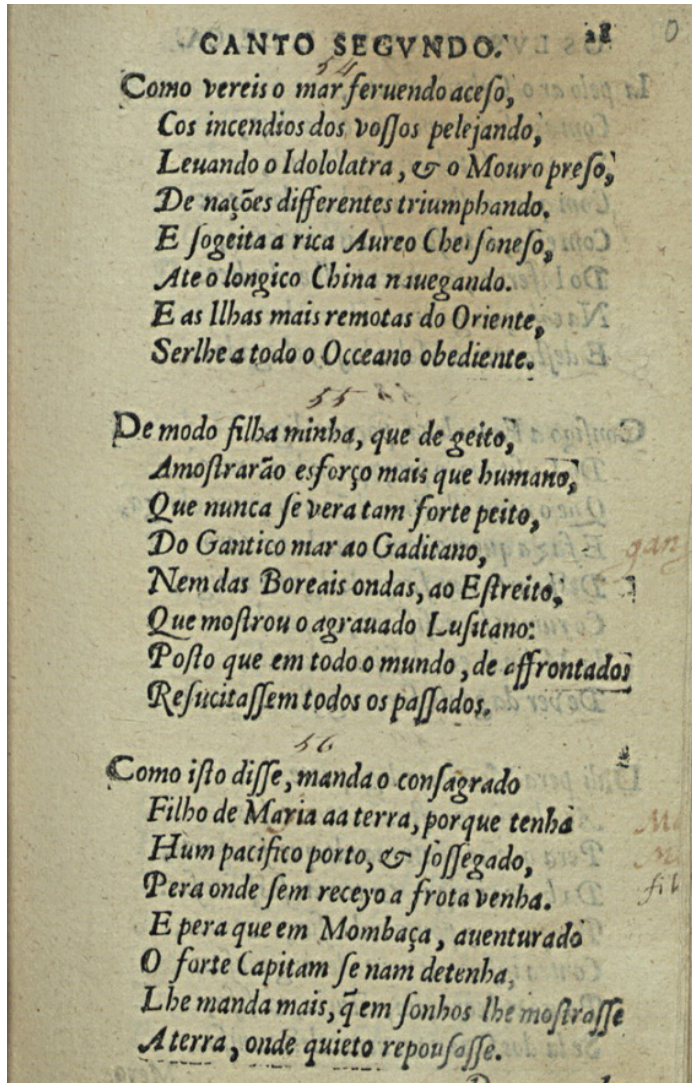 CANTO SEGVNDO. 28
54
Como vereis o mar feruendo aceſo,
Cos incendios dos voſſos pelejando,
Leuando o Idololatra, & o Mouro preſo,
De nações differentes triumphando.
E ſogeita a rica Aureo Cherſoneſo,
Ate o longico China nauegando.
E as Ilhas mais remotas do Oriente,
Serlhe a todo o Occeano obediente.
55
De modo filha minha, que de geito,
Amoſtrarão esforço mais que humano,
Que nunca ſe vera tam forte peito,
Do Gantico mar ao Gaditano,
gan
Nem das Boreais ondas, ao Eſtreito,
Que moſtrou o agrauado Luſitano:
Poſto que em todo o mundo, de affrontados
Reſucitaſſem todos os paſſados.
56
Como iſto diſſe, manda o conſagrado
Filho de Maria aa terra, porque tenha
Hum pacifico porto, & ſoſſegado,
Pera onde ſem receyo a frota venha.
fil
E pera que em Mombaça, auenturado
O forte Capitam ſe nam detenha,
Lhe manda mais, q̃ em ſonhos lhe moſtraſſe
A terra, onde quieto repouſaſſe.